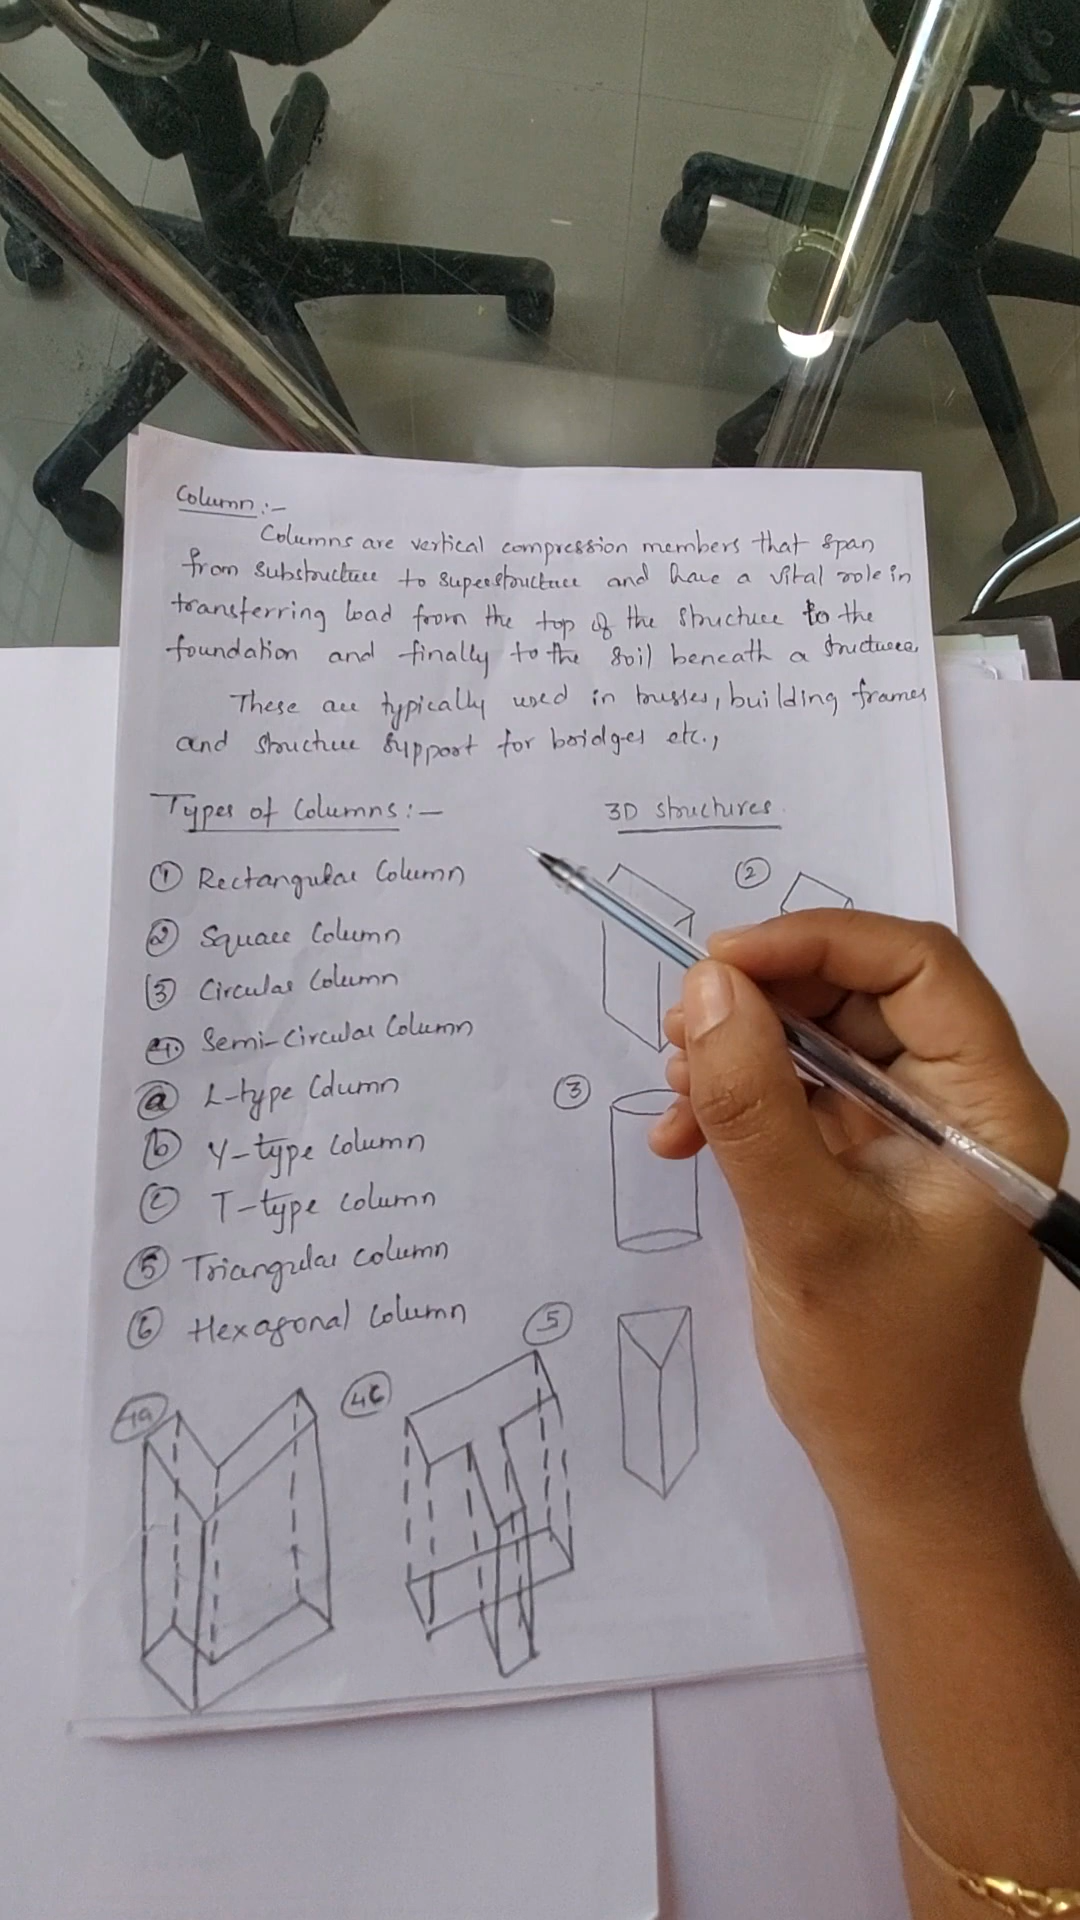 Column:-
Columns are vertical compression members that span
from substructure to superstructure and have a vital role in
transferring load from the top of the structure to the
foundation and finally to the soil beneath a structure.
These are typically used in trusses, building frames
and structure support for bridges etc.,
Types of Columns:-
① Rectangular Column
② Square Column
③ Circular Column
④ Semi-circular Column
ⓐ L-type Column
ⓑ Y-type column
ⓒ T-type column
⑤ Triangular column
⑥ Hexagonal column
3D structures
②
③
⑤
4a
4c